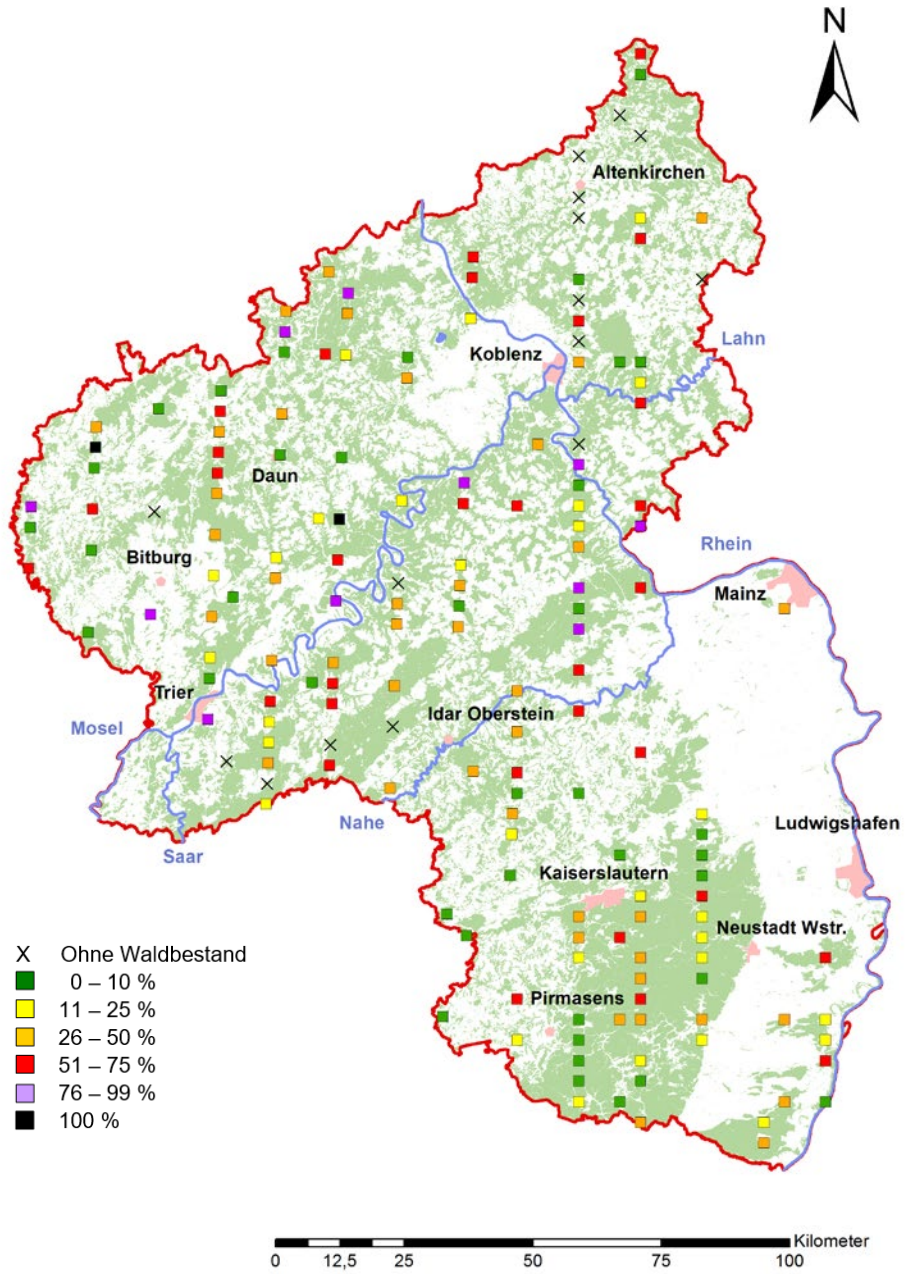 N
Altenkirchen
Lahn
Koblenz
Daun
Rhein
Bitburg
Mainz
Trier
Idar Oberstein
Mosel
Nahe
Ludwigshafen
Saar
Kaiserslautern
Neustadt Wstr.
X Ohne Waldbestand
0 – 10 %
Pirmasens
11 – 25 %
26 – 50 %
51 – 75 %
76 – 99 %
100 %
Kilometer
0 12,5 25 50 75 100